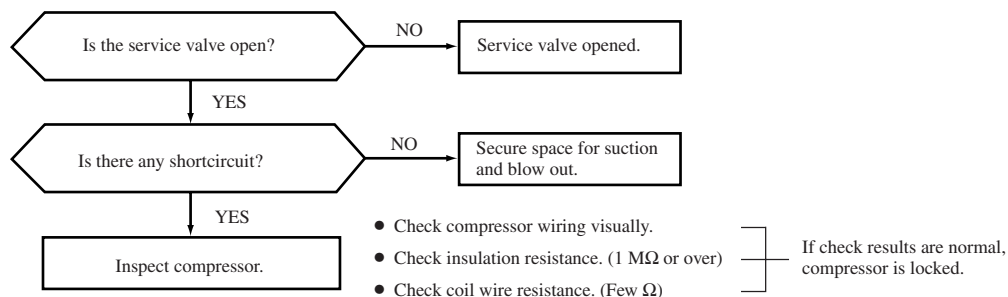 Is the service valve open?
NO
Service valve opened.
YES
Is there any shortcircuit?
NO
Secure space for suction
and blow out.
YES
Inspect compressor.
● Check compressor wiring visually.
● Check insulation resistance. (1 MΩ or over)
● Check coil wire resistance. (Few Ω)
If check results are normal,
compressor is locked.